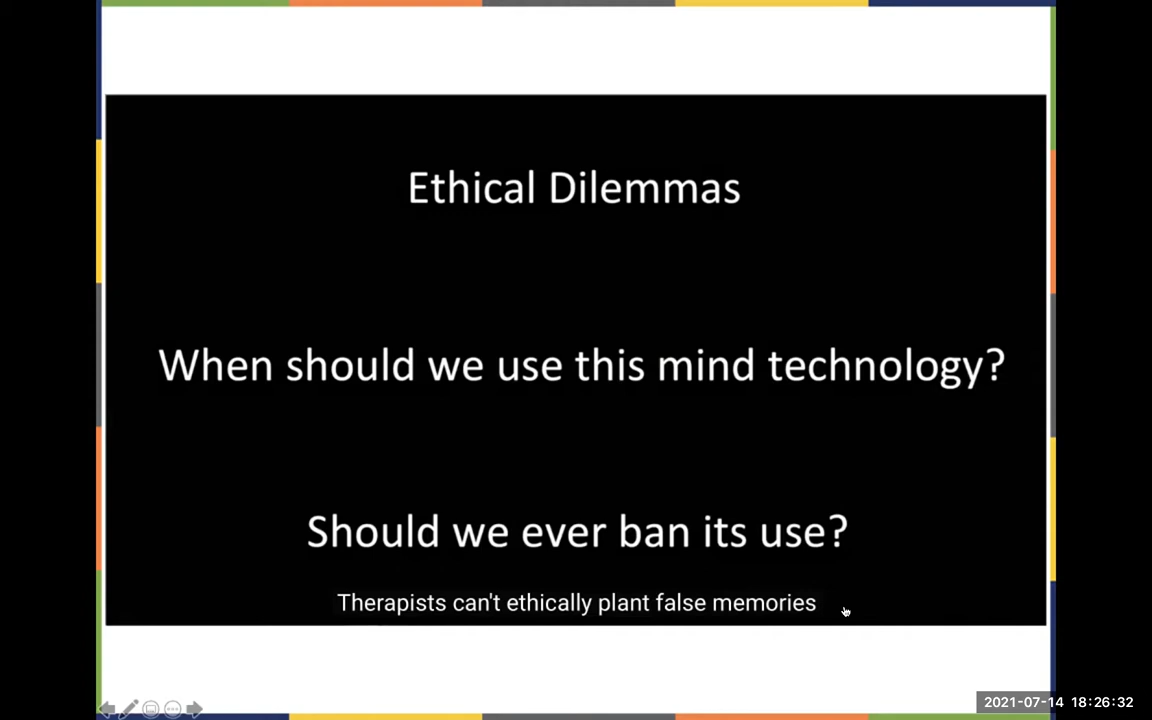 Ethical Dilemmas
When should we use this mind technology?
Should we ever ban its use?
Therapists can't ethically plant false memories
2021-07-14 18:26:32